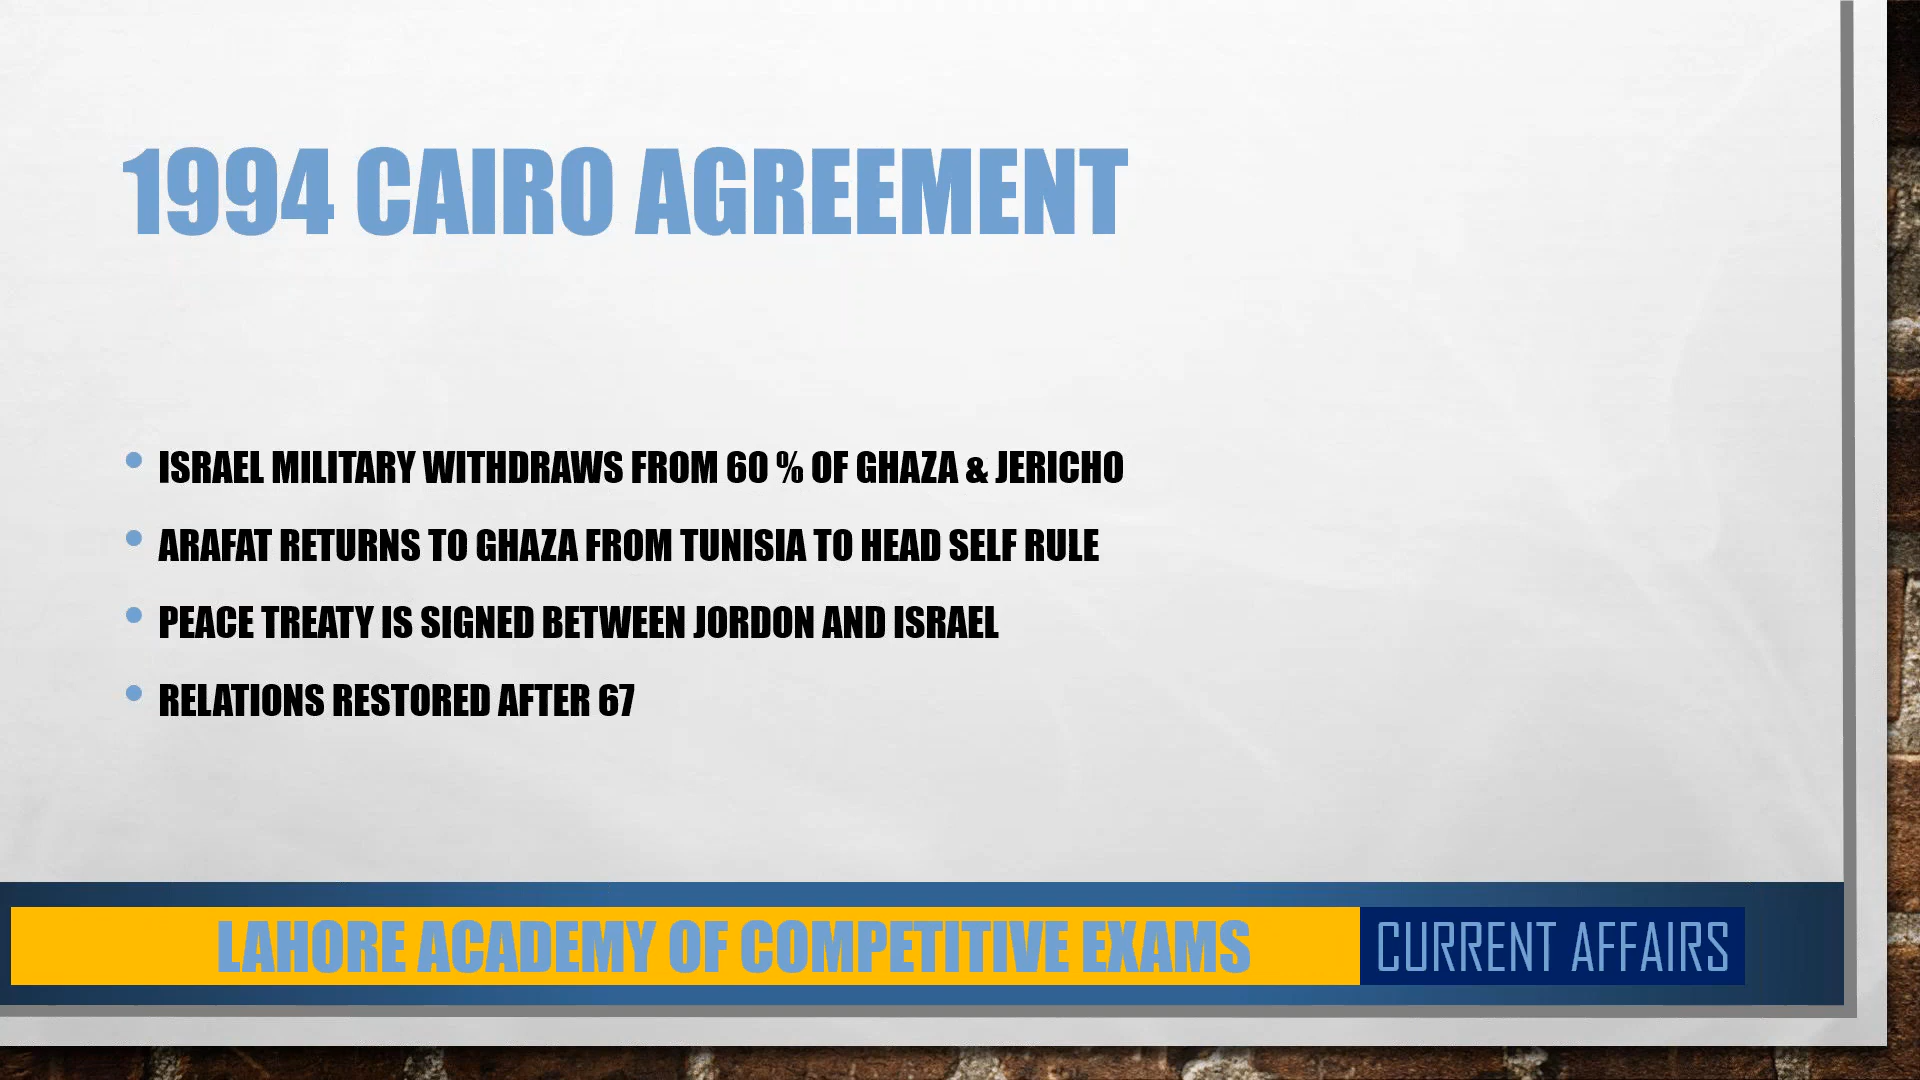 1994 CAIRO AGREEMENT
• ISRAEL MILITARY WITHDRAWS FROM 60 % OF GHAZA & JERICHO
• ARAFAT RETURNS TO GHAZA FROM TUNISIA TO HEAD SELF RULE
• PEACE TREATY IS SIGNED BETWEEN JORDON AND ISRAEL
• RELATIONS RESTORED AFTER 67
LAHORE ACADEMY OF COMPETITIVE EXAMS
CURRENT AFFAIRS